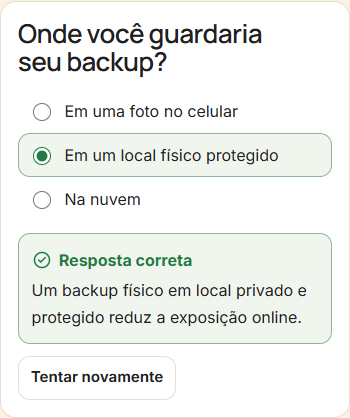 Onde você guardaria
seu backup?
Em uma foto no celular
Em um local físico protegido
Na nuvem
Resposta correta
Um backup físico em local privado e
protegido reduz a exposição online.
Tentar novamente